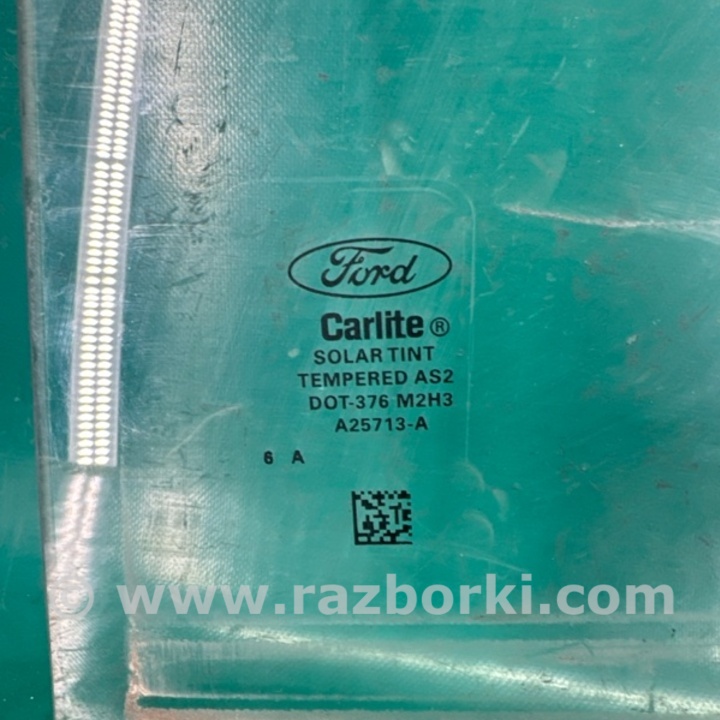 Ford
Carlite®
SOLAR TINT
TEMPERED AS2
DOT-376 M2H3
A25713-A
6 A
© www.razborki.com